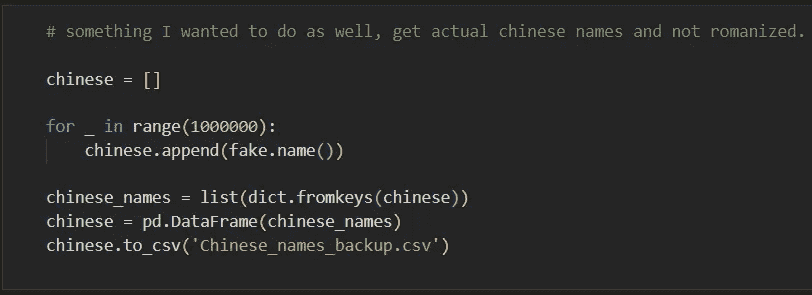 # something I wanted to do as well, get actual chinese names and not romanized.
chinese = []
for _ in range(1000000):
chinese.append(fake.name())
chinese_names = list(dict.fromkeys(chinese))
chinese = pd.DataFrame(chinese_names)
chinese.to_csv('Chinese_names_backup.csv')